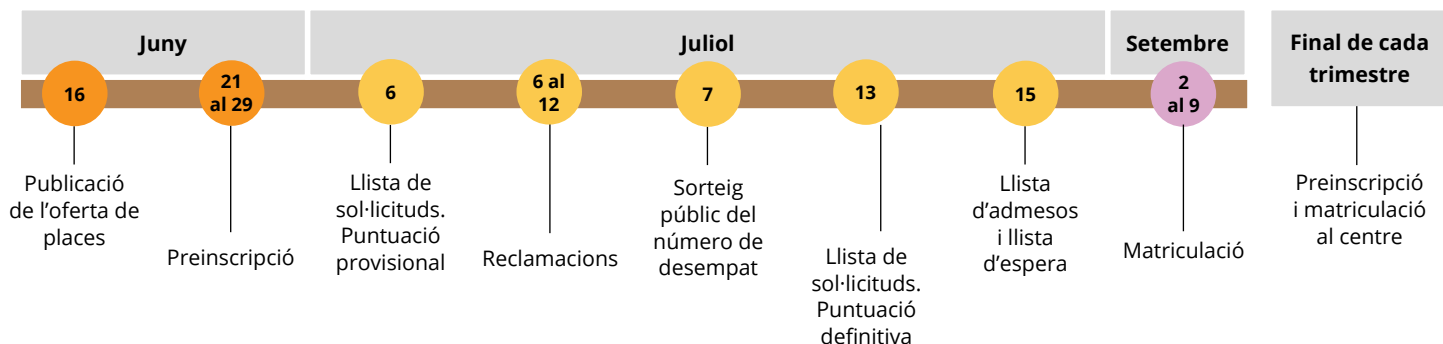 Juny
Juliol
Setembre
Final de cada
trimestre
16
21
al 29
6
6 al
12
7
13
15
2
al 9
Publicació
de l’oferta de
places
Preinscripció
Llista de
sol·licituds.
Puntuació
provisional
Reclamacions
Sorteig
públic del
número de
desempat
Llista de
sol·licituds.
Puntuació
definitiva
Llista
d’admesos
i llista
d’espera
Matriculació
Preinscripció
i matriculació
al centre